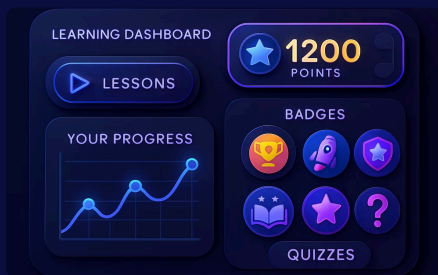 LEARNING DASHBOARD
LESSONS
YOUR PROGRESS
1200
POINTS
BADGES
?
QUIZZES